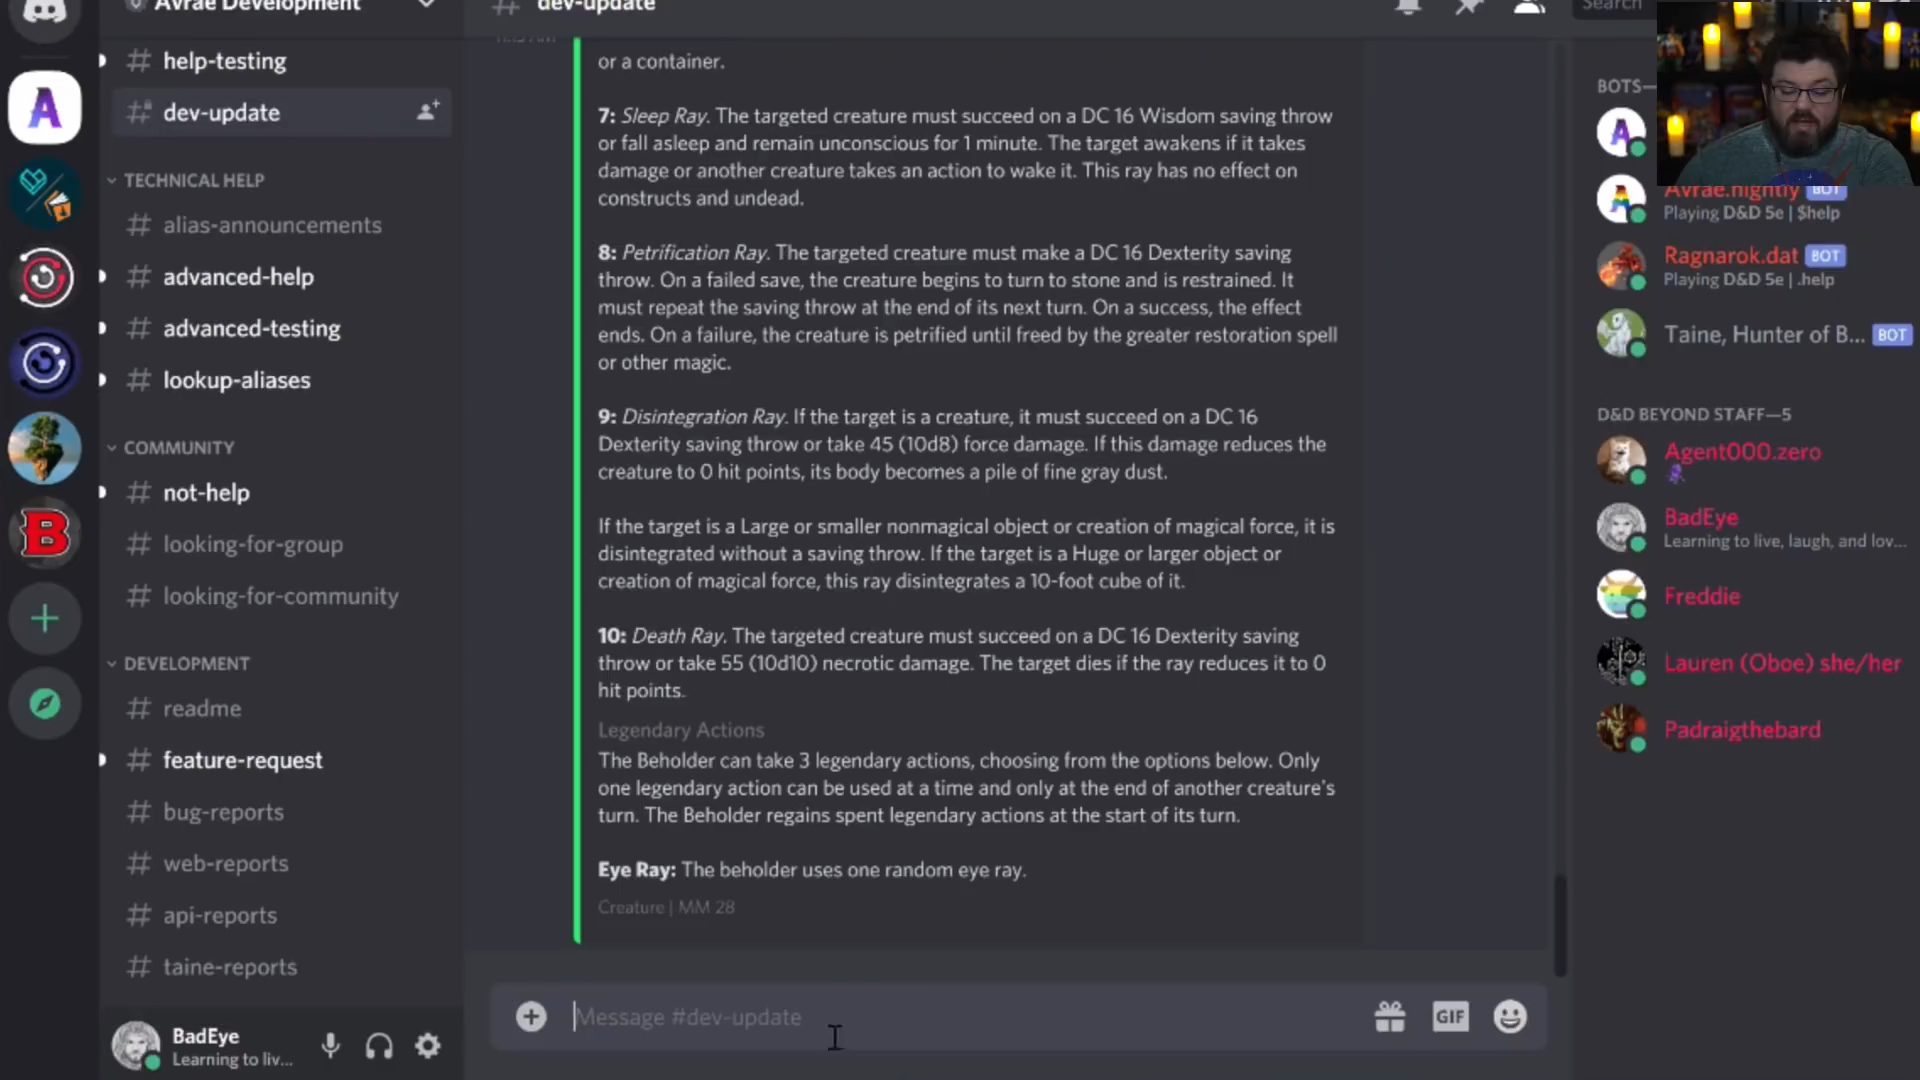 Avrae Development
# dev-update
Search
# help-testing
# dev-update
TECHNICAL HELP
# alias-announcements
# advanced-help
# advanced-testing
# lookup-aliases
COMMUNITY
# not-help
# looking-for-group
# looking-for-community
DEVELOPMENT
# readme
# feature-request
# bug-reports
# web-reports
# api-reports
# taine-reports
BadEye
Learning to liv...
or a container.
7: Sleep Ray. The targeted creature must succeed on a DC 16 Wisdom saving throw
or fall asleep and remain unconscious for 1 minute. The target awakens if it takes
damage or another creature takes an action to wake it. This ray has no effect on
constructs and undead.
8: Petrification Ray. The targeted creature must make a DC 16 Dexterity saving
throw. On a failed save, the creature begins to turn to stone and is restrained. It
must repeat the saving throw at the end of its next turn. On a success, the effect
ends. On a failure, the creature is petrified until freed by the greater restoration spell
or other magic.
9: Disintegration Ray. If the target is a creature, it must succeed on a DC 16
Dexterity saving throw or take 45 (10d8) force damage. If this damage reduces the
creature to 0 hit points, its body becomes a pile of fine gray dust.
If the target is a Large or smaller nonmagical object or creation of magical force, it is
disintegrated without a saving throw. If the target is a Huge or larger object or
creation of magical force, this ray disintegrates a 10-foot cube of it.
10: Death Ray. The targeted creature must succeed on a DC 16 Dexterity saving
throw or take 55 (10d10) necrotic damage. The target dies if the ray reduces it to 0
hit points.
Legendary Actions
The Beholder can take 3 legendary actions, choosing from the options below. Only
one legendary action can be used at a time and only at the end of another creature's
turn. The Beholder regains spent legendary actions at the start of its turn.
Eye Ray: The beholder uses one random eye ray.
Creature | MM 28
Message #dev-update
GIF
BOTS—
Avrae.nightly BOT
Playing D&D 5e | $help
Ragnarok.dat BOT
Playing D&D 5e | .help
Taine, Hunter of B... BOT
D&D BEYOND STAFF—5
Agent000.zero
BadEye
Learning to live, laugh, and lov...
Freddie
Lauren (Oboe) she/her
Padraigthebard